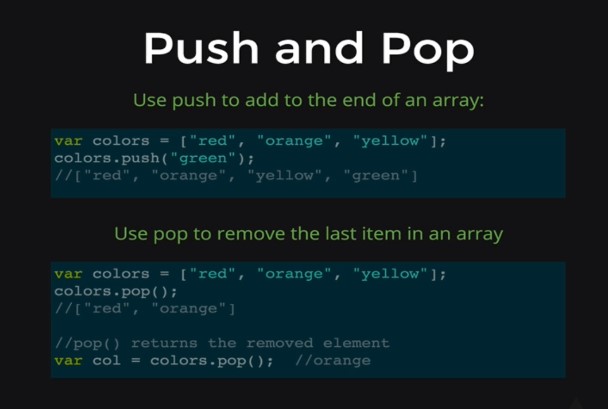 Push and Pop
Use push to add to the end of an array:
var colors = ["red", "orange", "yellow"];
colors.push("green");
//["red", "orange", "yellow", "green"]
Use pop to remove the last item in an array
var colors = ["red", "orange", "yellow"];
colors.pop();
//["red", "orange"]
//pop() returns the removed element
var col = colors.pop();  //orange